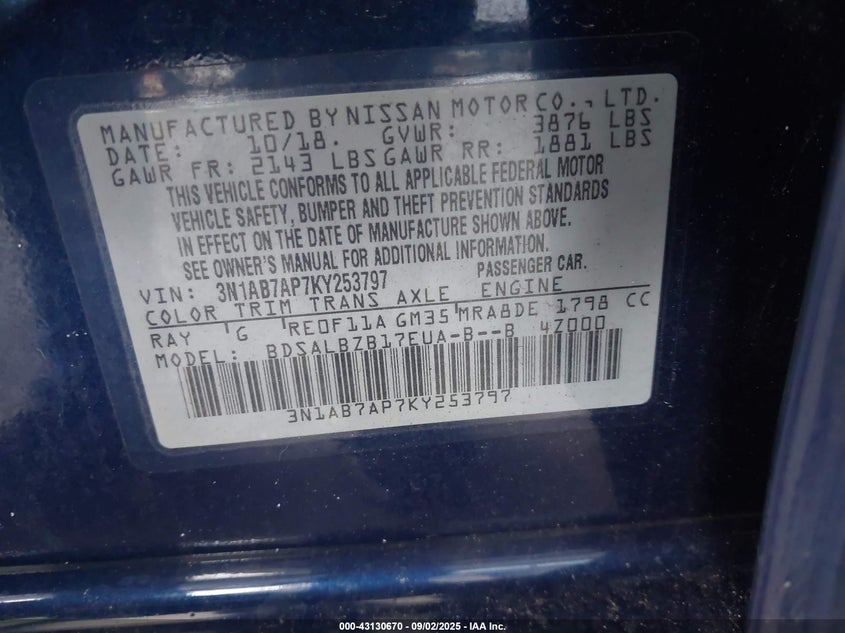 MANUFACTURED BY NISSAN MOTOR CO., LTD.
DATE: 10/18. GVWR: 3876 LBS
GAWR FR: 2143 LBS GAWR RR: 1881 LBS
THIS VEHICLE CONFORMS TO ALL APPLICABLE FEDERAL MOTOR
VEHICLE SAFETY, BUMPER AND THEFT PREVENTION STANDARDS
IN EFFECT ON THE DATE OF MANUFACTURE SHOWN ABOVE.
SEE OWNER'S MANUAL FOR ADDITIONAL INFORMATION.
VIN: 3N1AB7AP7KY253797 PASSENGER CAR.
COLOR TRIM TRANS AXLE ENGINE
RAY G RE0F11A GM35 MRA8DE 1798 CC
MODEL: BDSALBZB17EUA-B--B 4Z000
3N1AB7AP7KY253797
000-43130670 - 09/02/2025 - IAA Inc.